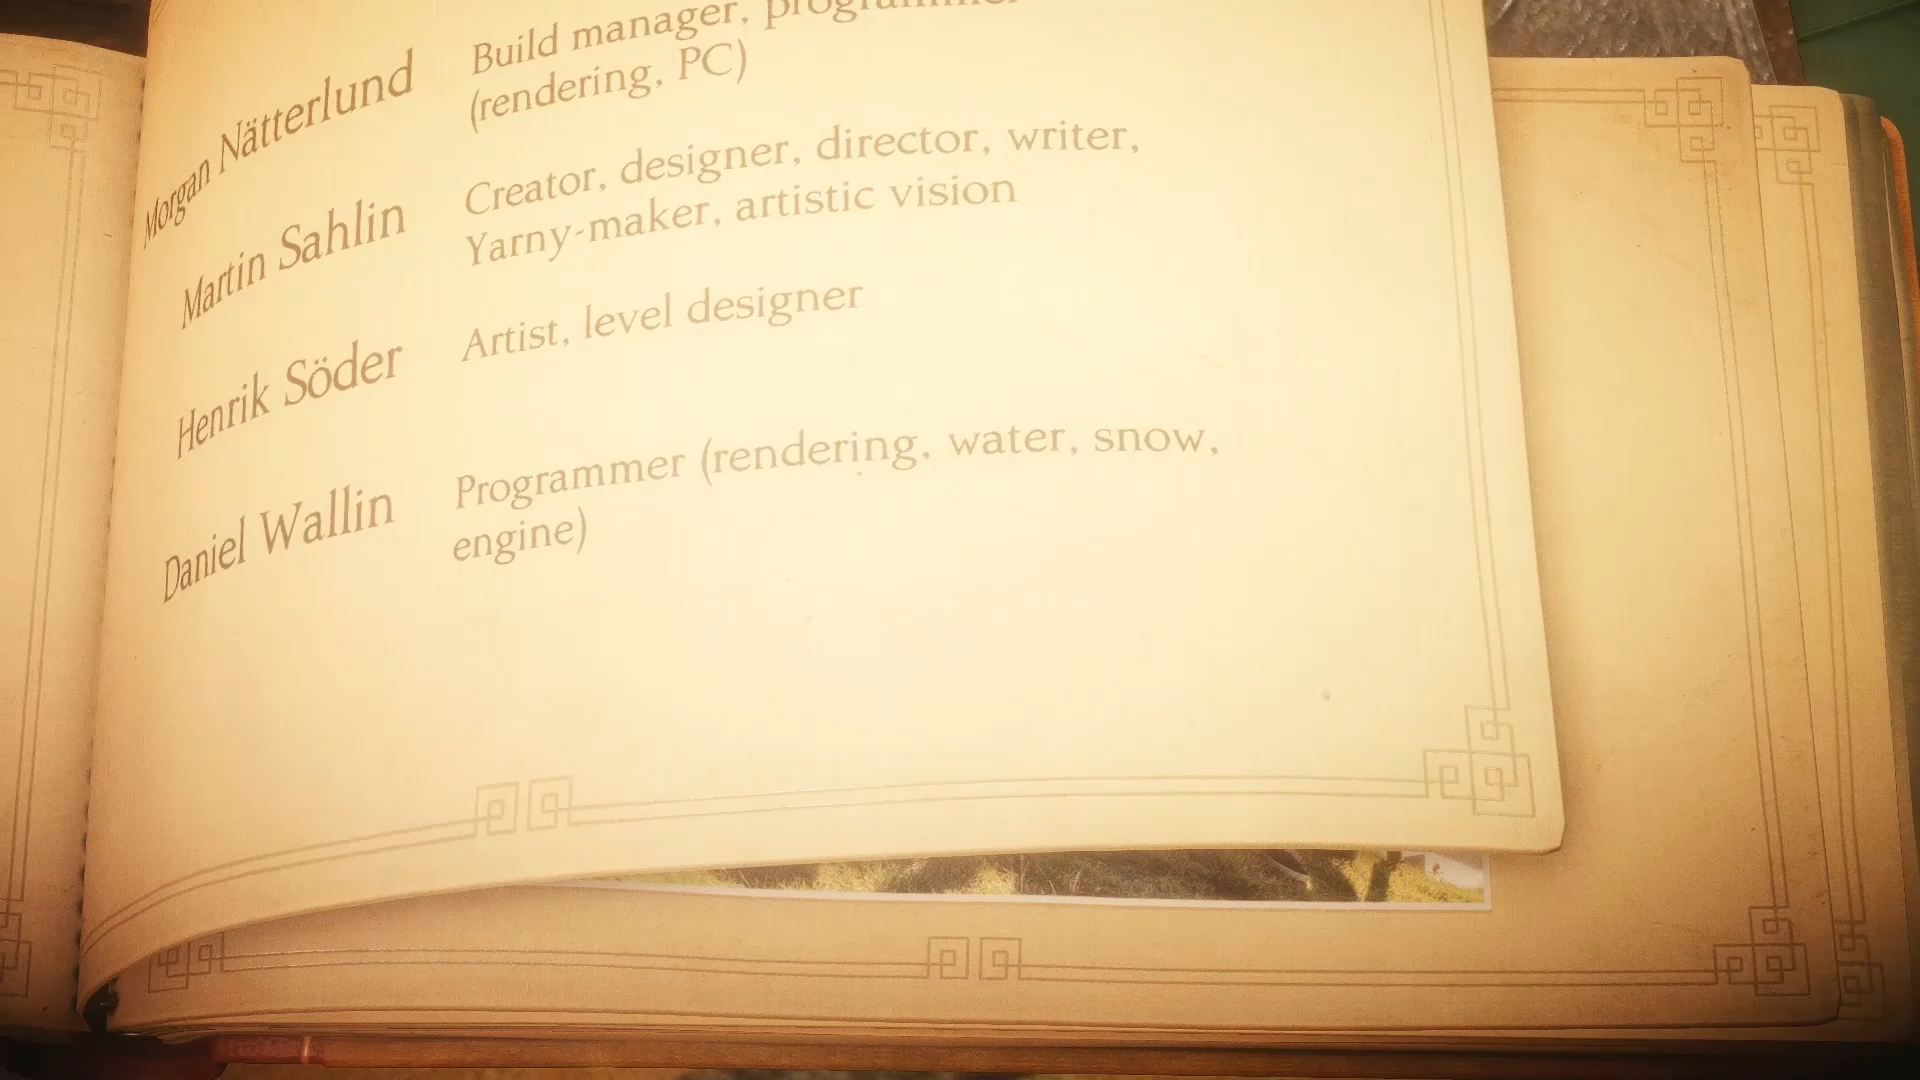 Build manager, programmer
Morgan Nätterlund
(rendering, PC)
Martin Sahlin
Creator, designer, director, writer,
Yarny-maker, artistic vision
Henrik Söder
Artist, level designer
Daniel Wallin
Programmer (rendering, water, snow,
engine)